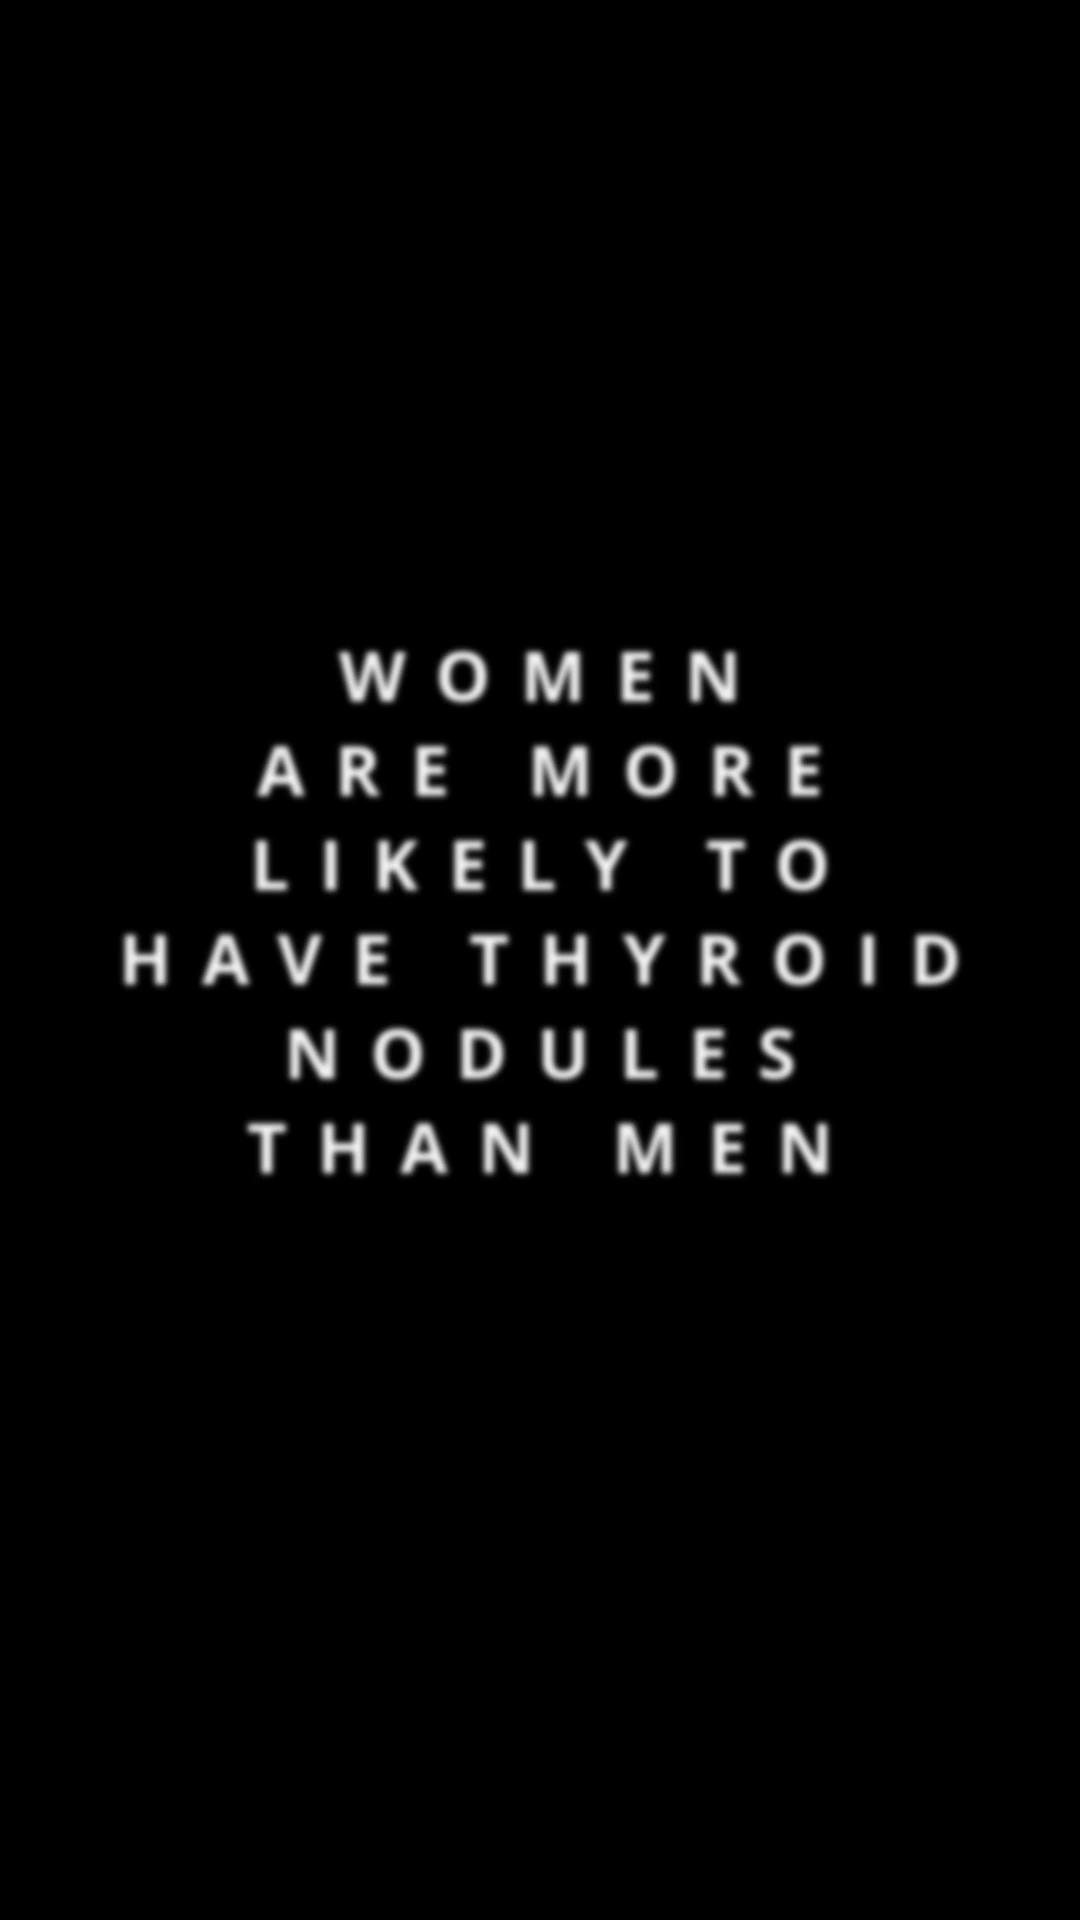 WOMEN
ARE MORE
LIKELY TO
HAVE THYROID
NODULES
THAN MEN